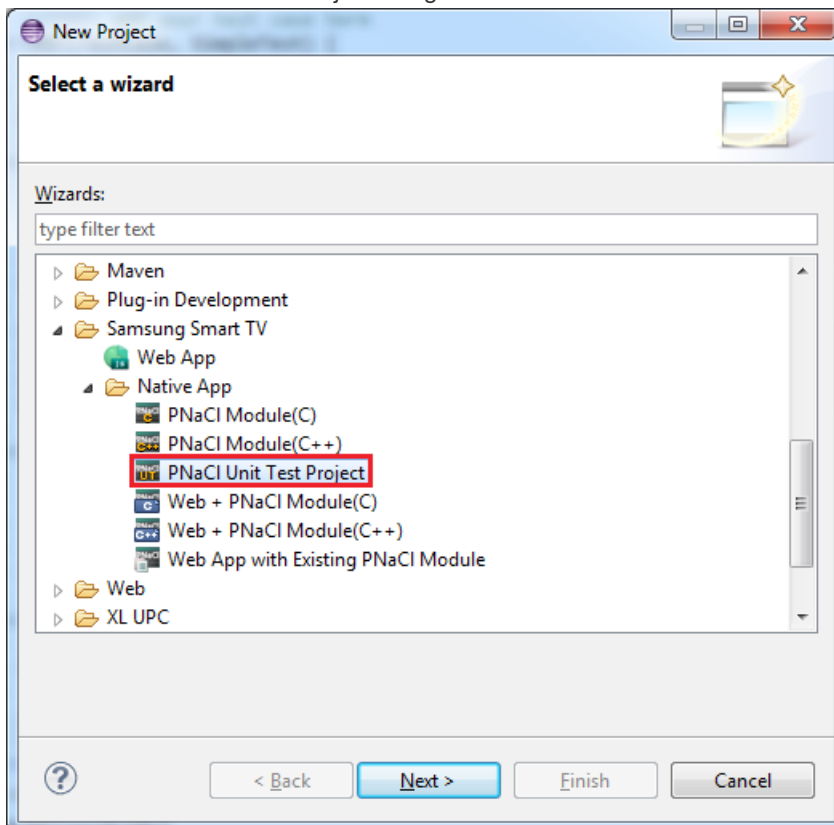 New Project
Select a wizard
Wizards:
type filter text
Maven
Plug-in Development
Samsung Smart TV
Web App
Native App
PNaCl Module(C)
PNaCl Module(C++)
PNaCl Unit Test Project
Web + PNaCl Module(C)
Web + PNaCl Module(C++)
Web App with Existing PNaCl Module
Web
XL UPC
< Back Next > Finish Cancel